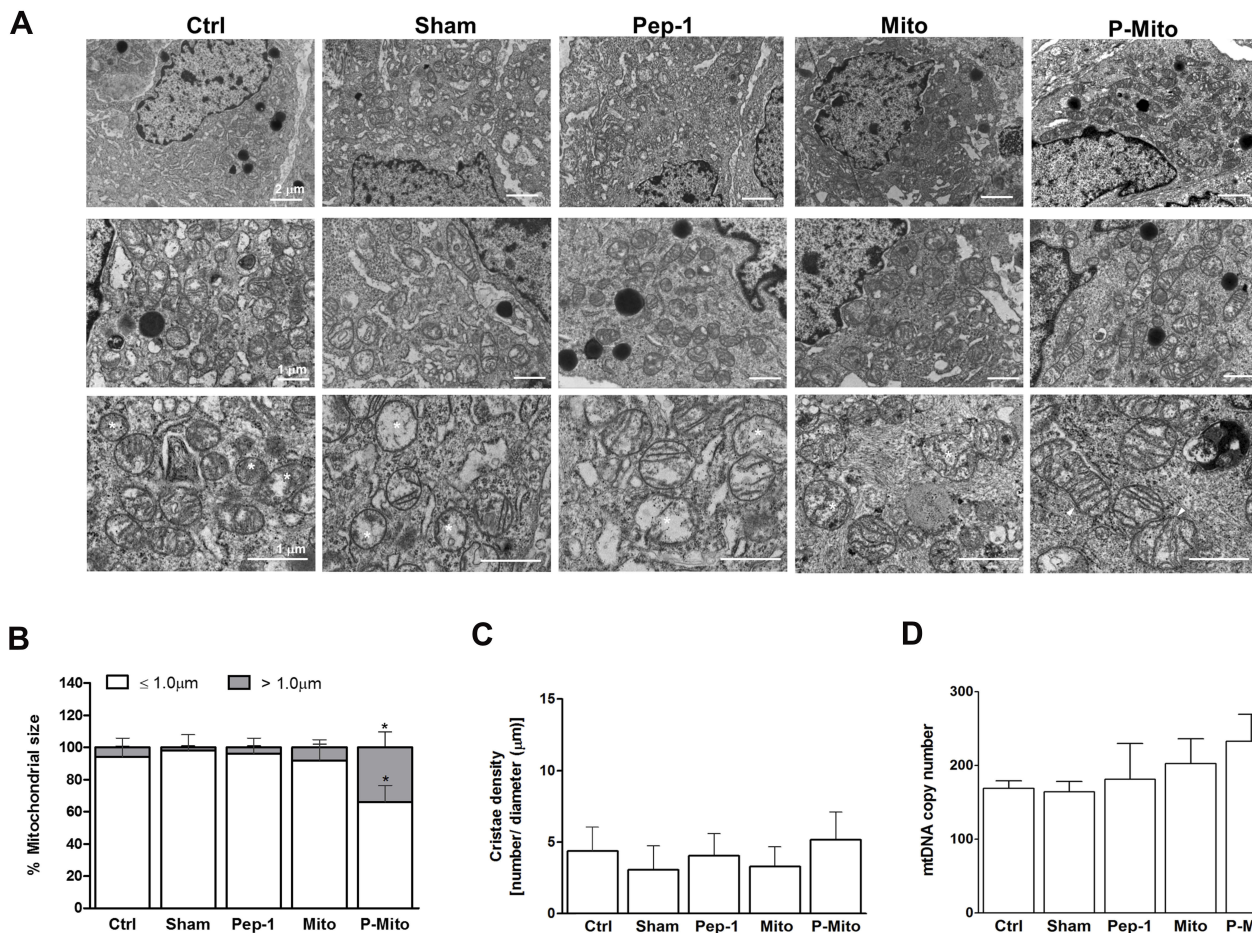 A
Ctrl Sham Pep-1 Mito P-Mito
2 μm
1 μm
1 μm
* * *
* * *
* *
* *
B
≤ 1.0μm > 1.0μm
% Mitochondrial size
140
120
100
80
60
40
20
0
*
*
Ctrl Sham Pep-1 Mito P-Mito
C
Cristae density
[number/ diameter (μm)]
15
10
5
0
Ctrl Sham Pep-1 Mito P-Mito
D
mtDNA copy number
300
200
100
0
Ctrl Sham Pep-1 Mito P-M